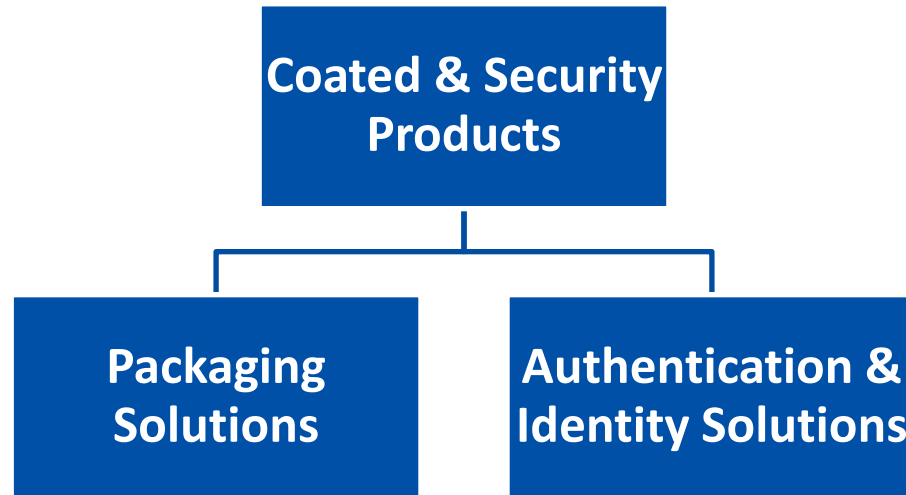 Coated & Security
Products
Packaging
Solutions
Authentication &
Identity Solutions